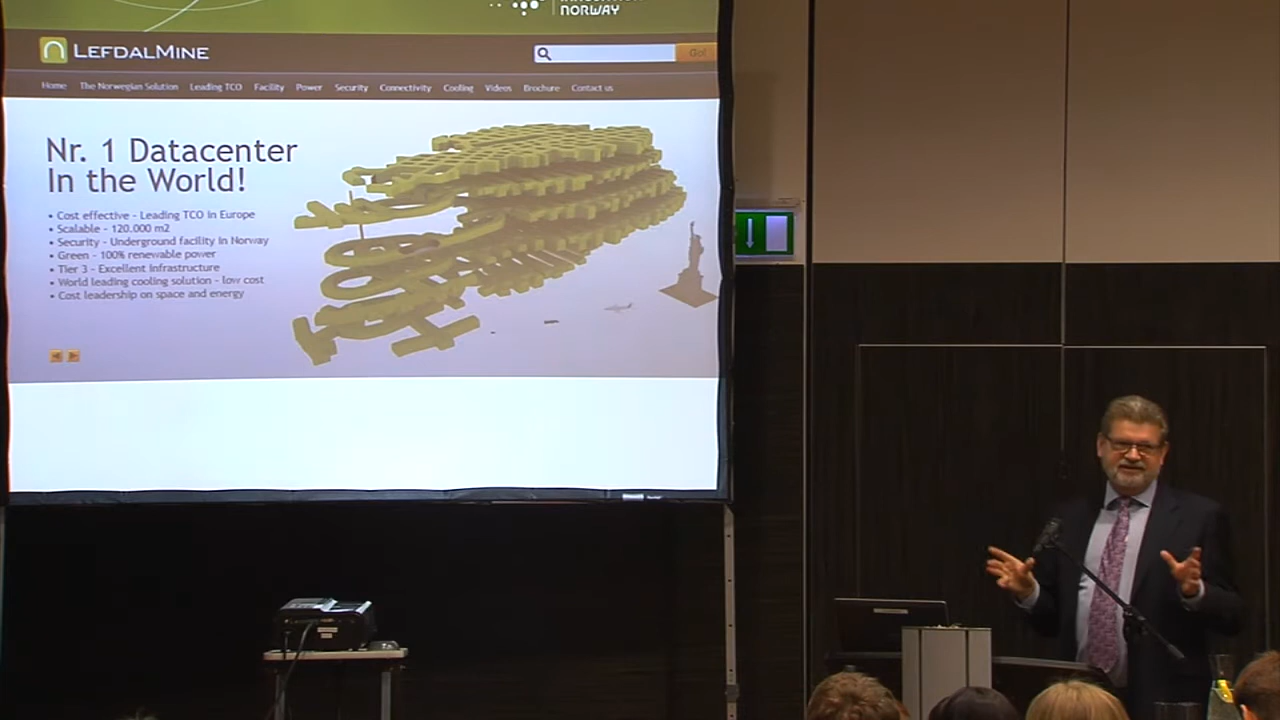 NORWAY
LEFDALMINE
Go!
Home The Norwegian Solution Leading TCO Facility Power Security Connectivity Cooling Videos Brochure Contact us
Nr. 1 Datacenter
In the World!
• Cost effective - Leading TCO in Europe
• Scalable - 120.000 m2
• Security - Underground facility in Norway
• Green - 100% renewable power
• Tier 3 - Excellent infrastructure
• World leading cooling solution - low cost
• Cost leadership on space and energy